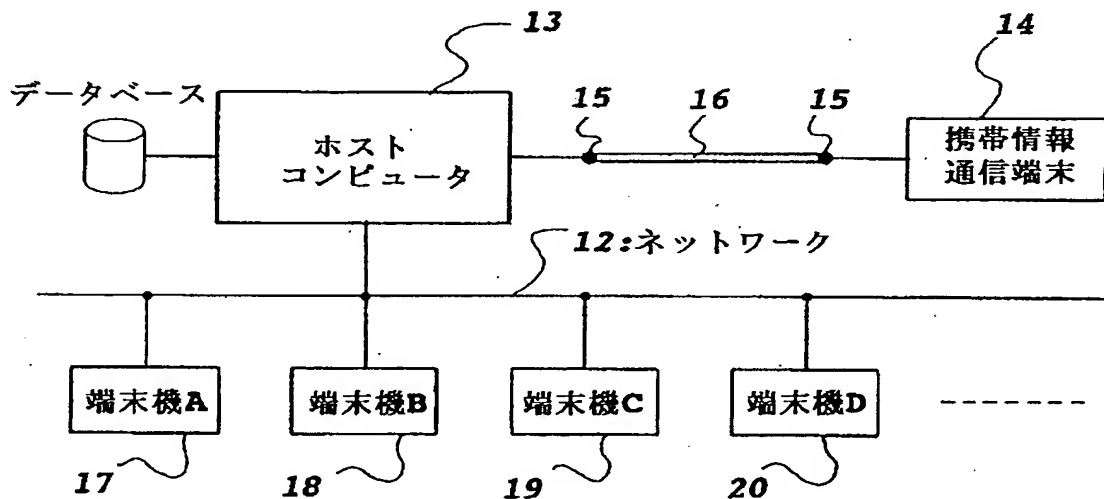 13
14
データベース
15
16
15
ホスト
コンピュータ
携帯情報
通信端末
12:ネットワーク
端末機A
端末機B
端末機C
端末機D
17
18
19
20